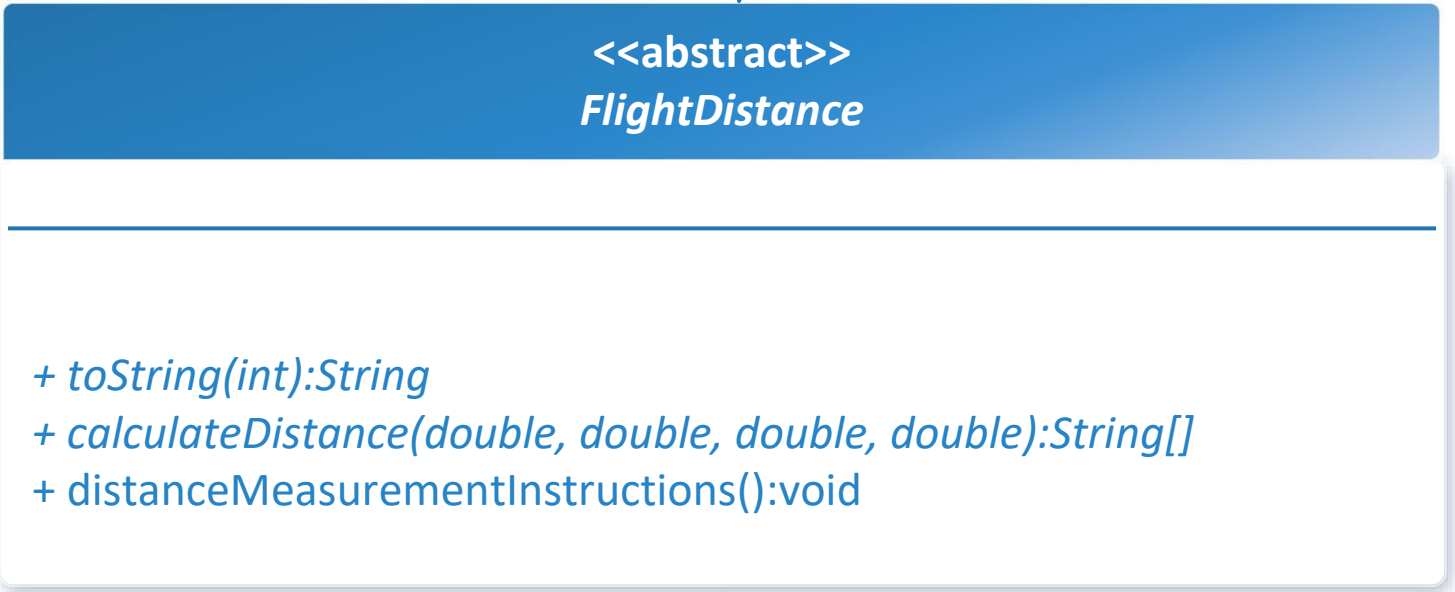 <<abstract>>
FlightDistance
+ toString(int):String
+ calculateDistance(double, double, double, double):String[]
+ distanceMeasurementInstructions():void